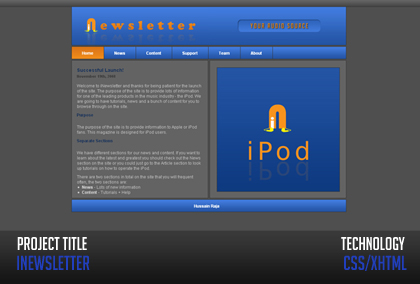 Newsletter
YOUR AUDIO SOURCE
Home News Content Support Team About
Successful Launch!
Welcome to iNewsletter and thanks for being patient for the launch
of the site. The purpose of the site is to provide lots of information
for one of the leading products in the music industry - the iPod. We
are going to have tutorials, news and a bunch of content for you to
browse through on the site.
Purpose
The purpose of the site is to provide information to Apple or iPod
fans. This magazine is designed for iPod users.
Separate Sections
We have different sections for our news and content. If you want to
learn about the latest and greatest you should check out the News
section on the site or you could just go to the Article section to look
up tutorials on how to operate the iPod.
There are two sections in total on the site that you will frequent
often, the two sections are
News - Lots of new information
Content - Tutorials + Help
iPod
Hussain Raja
PROJECT TITLE
INEWSLETTER
TECHNOLOGY
CSS/XHTML